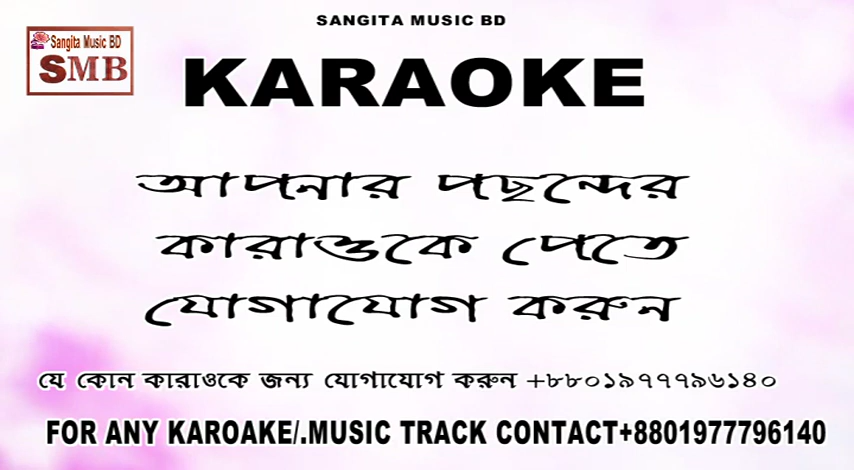 SANGITA MUSIC BD
Sangita Music BD
SMB
KARAOKE
আপনার পছন্দের
কারাওকে পেতে
যোগাযোগ করুন
যে কোন কারাওকে জন্য যোগাযোগ করুন +৮৮০১৯৭৭৭৯৬১৪০
FOR ANY KAROAKE/.MUSIC TRACK CONTACT+8801977796140